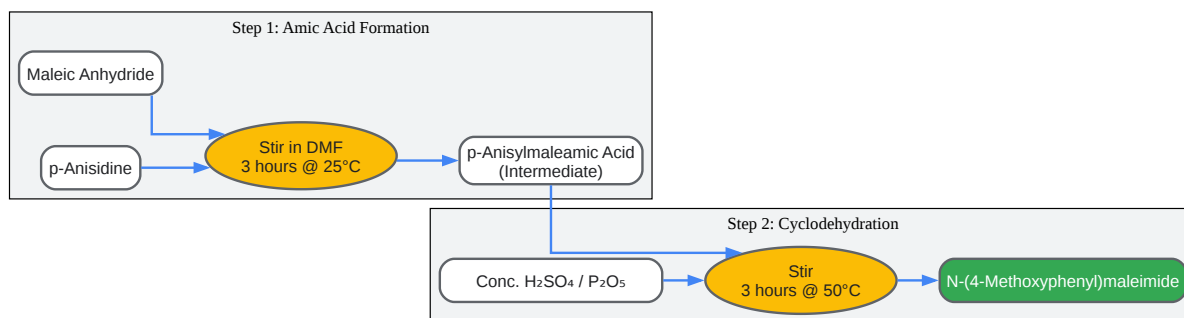 Step 1: Amic Acid Formation
Maleic Anhydride
p-Anisidine
Stir in DMF
3 hours @ 25°C
p-Anisylmaleamic Acid
(Intermediate)
Step 2: Cyclodehydration
Conc. H₂SO₄ / P₂O₅
Stir
3 hours @ 50°C
N-(4-Methoxyphenyl)maleimide